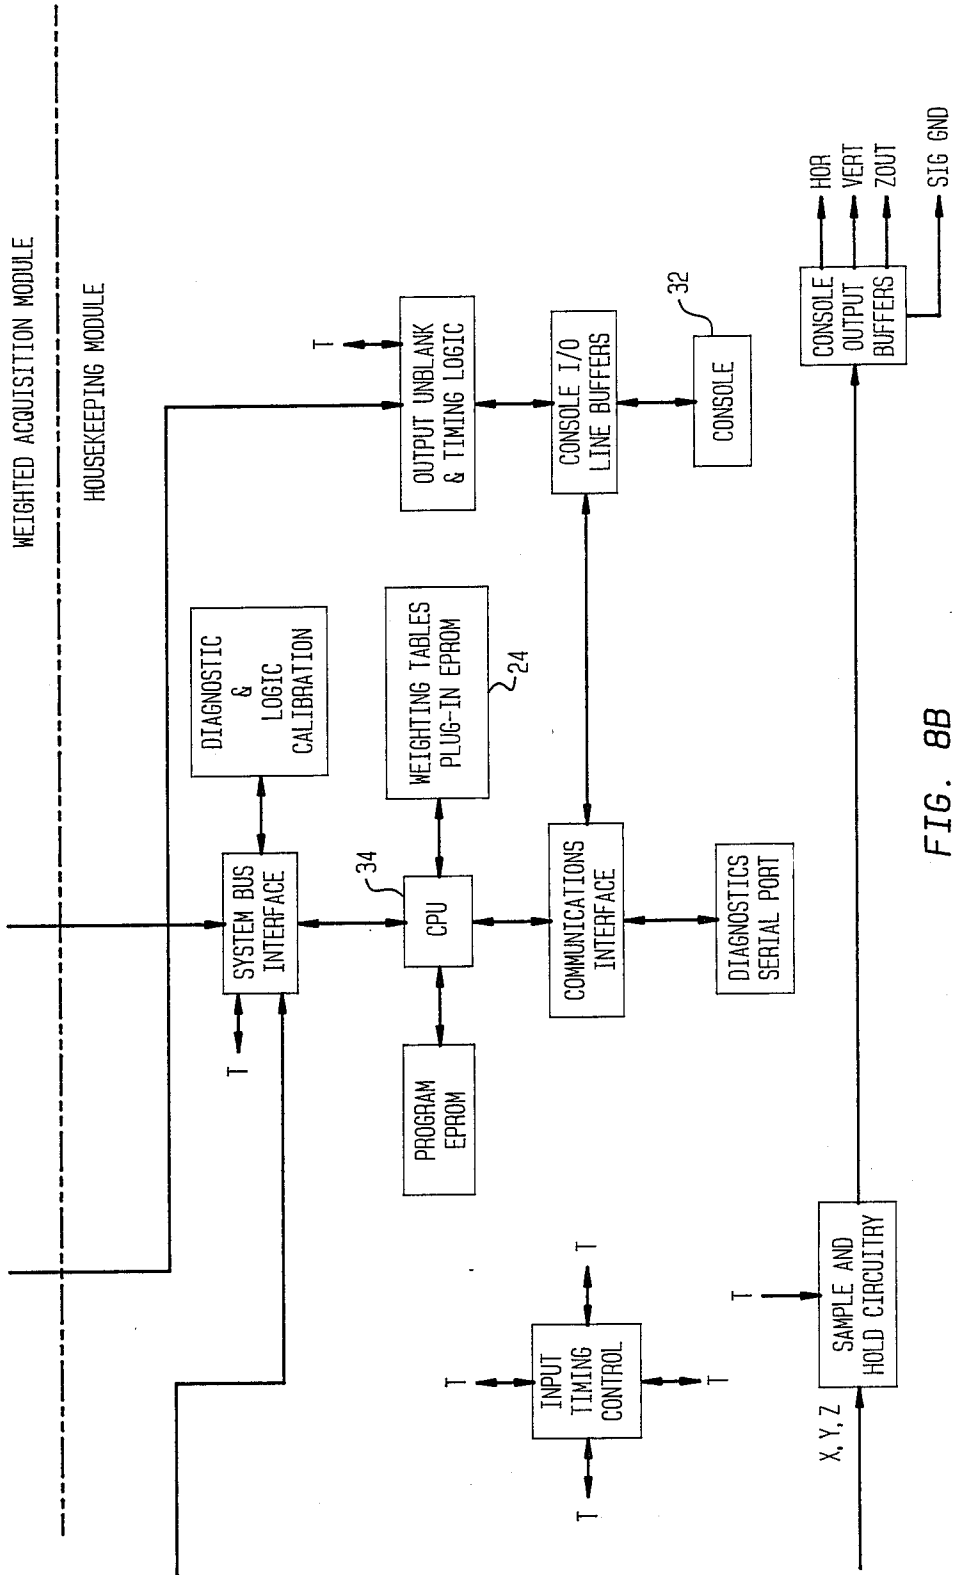 WEIGHTED ACQUISITION MODULE
HOUSEKEEPING MODULE
T
SYSTEM BUS
INTERFACE
DIAGNOSTIC
&
LOGIC
CALIBRATION
T
OUTPUT UNBLANK
& TIMING LOGIC
PROGRAM
EPROM
34
CPU
WEIGHTING TABLES
PLUG-IN EPROM
24
T
T
INPUT
TIMING
CONTROL
T
T
COMMUNICATIONS
INTERFACE
CONSOLE I/O
LINE BUFFERS
DIAGNOSTICS
SERIAL PORT
CONSOLE
32
X, Y, Z
T
SAMPLE AND
HOLD CIRCUITRY
CONSOLE
OUTPUT
BUFFERS
HOR
VERT
ZOUT
SIG GND
FIG. 8B